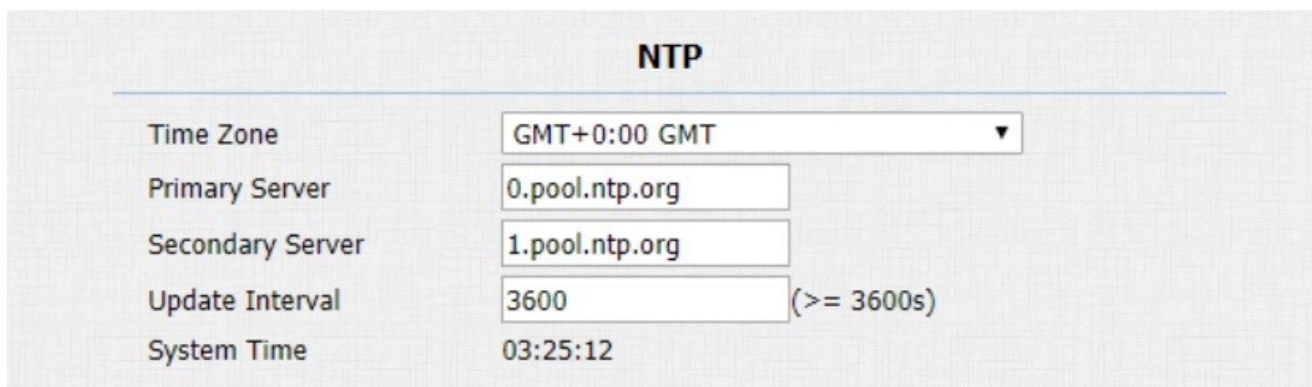 NTP
Time Zone GMT+0:00 GMT
Primary Server 0.pool.ntp.org
Secondary Server 1.pool.ntp.org
Update Interval 3600 (>= 3600s)
System Time 03:25:12